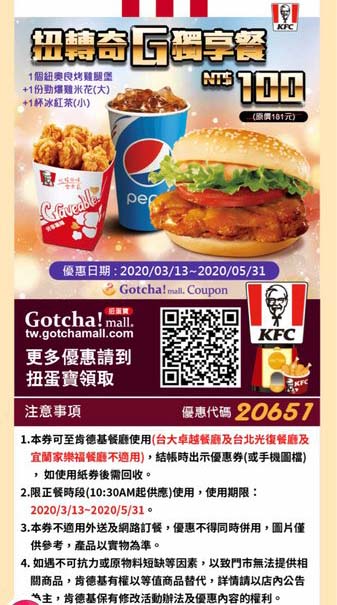 KFC
扭轉奇G獨享餐
1個紐奧良烤雞腿堡
+1份勁爆雞米花(大)
+1杯冰紅茶(小)
NT$ 100
(原價181元)
pepsi
Craveable
優惠日期:2020/03/13~2020/05/31
Gotcha! mall. Coupon
Gotcha! mall. 扭蛋寶
tw.gotchamall.com
更多優惠請到
扭蛋寶領取
KFC
KFC
注意事項
優惠代碼 20651
1.本券可至肯德基餐廳使用(台大卓越餐廳及台北光復餐廳及
宜蘭家樂福餐廳不適用),結帳時出示優惠券(或手機圖檔)
,如使用紙券後需回收。
2.限正餐時段(10:30AM起供應)使用,使用期限:
2020/3/13~2020/5/31。
3.本券不適用外送及網路訂餐,優惠不得同時併用,圖片僅
供參考,產品以實物為準。
4.如遇不可抗力或原物料短缺等因素,以致門市無法提供相
關商品,肯德基有權以等值商品替代,詳情請以店內公告
為主,肯德基保有修改活動辦法及優惠內容的權利。